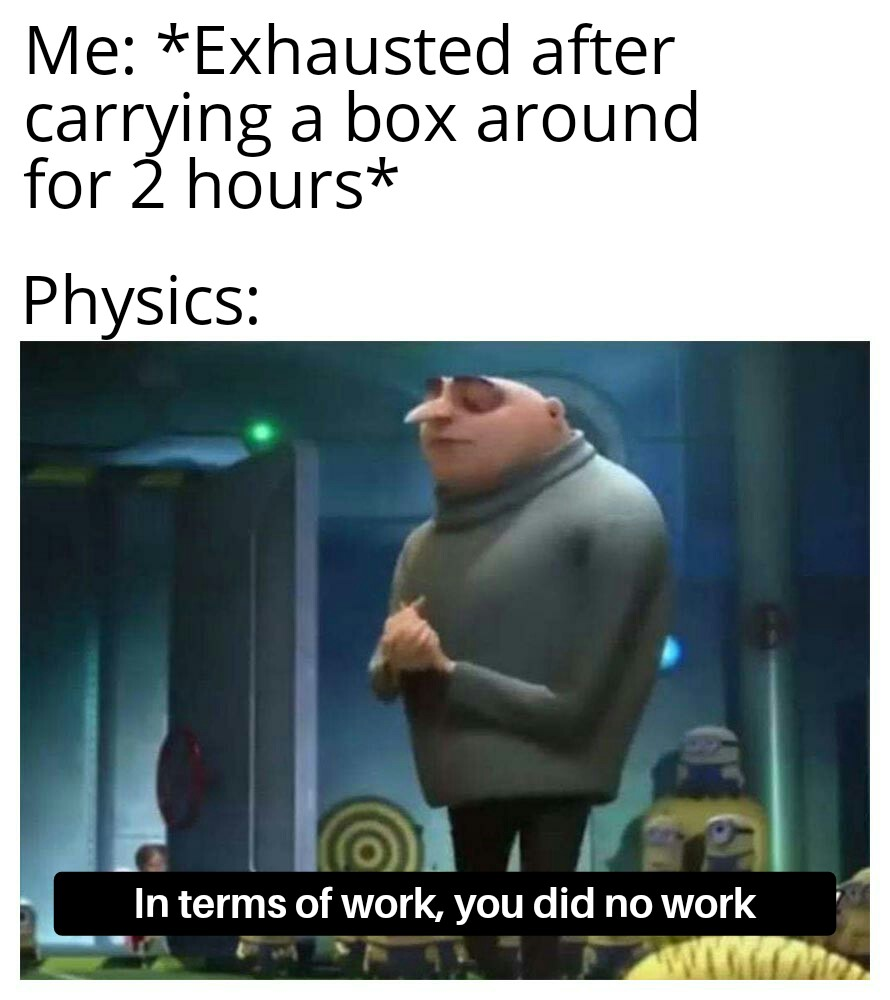 Me: *Exhausted after
carrying a box around
for 2 hours*
Physics:
In terms of work, you did no work